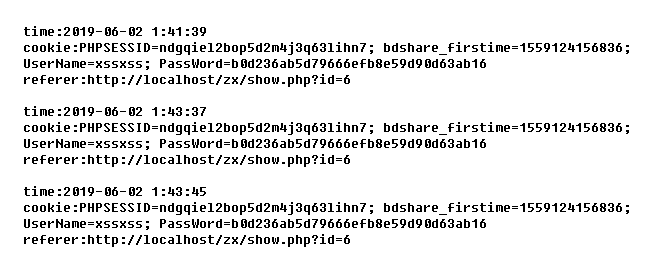 time:2019-06-02 1:41:39
cookie:PHPSESSID=ndgqiel2bop5d2m4j3q63lihn7; bdshare_firstime=1559124156836;
UserName=xssxss; PassWord=b0d236ab5d79666efb8e59d90d63ab16
referer:http://localhost/zx/show.php?id=6

time:2019-06-02 1:43:37
cookie:PHPSESSID=ndgqiel2bop5d2m4j3q63lihn7; bdshare_firstime=1559124156836;
UserName=xssxss; PassWord=b0d236ab5d79666efb8e59d90d63ab16
referer:http://localhost/zx/show.php?id=6

time:2019-06-02 1:43:45
cookie:PHPSESSID=ndgqiel2bop5d2m4j3q63lihn7; bdshare_firstime=1559124156836;
UserName=xssxss; PassWord=b0d236ab5d79666efb8e59d90d63ab16
referer:http://localhost/zx/show.php?id=6